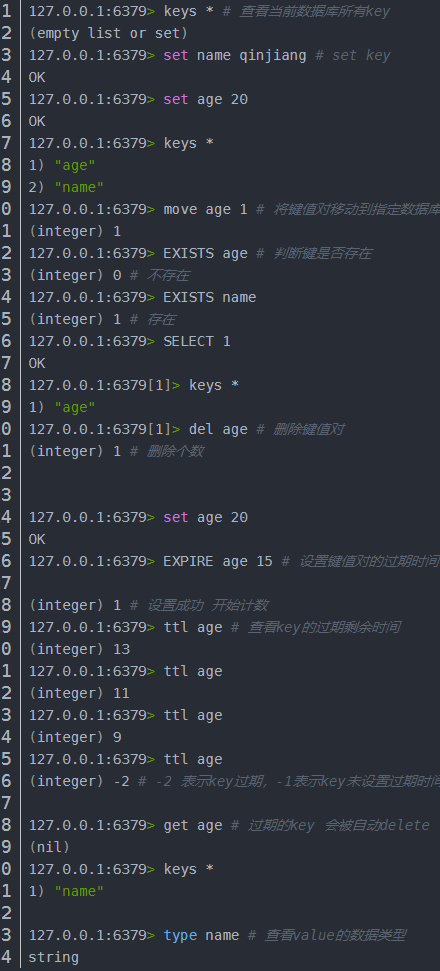 1 127.0.0.1:6379> keys * # 查看当前数据库所有key
2 (empty list or set)
3 127.0.0.1:6379> set name qinjiang # set key
4 OK
5 127.0.0.1:6379> set age 20
6 OK
7 127.0.0.1:6379> keys *
8 1) "age"
9 2) "name"
0 127.0.0.1:6379> move age 1 # 将键值对移动到指定数据库
1 (integer) 1
2 127.0.0.1:6379> EXISTS age # 判断键是否存在
3 (integer) 0 # 不存在
4 127.0.0.1:6379> EXISTS name
5 (integer) 1 # 存在
6 127.0.0.1:6379> SELECT 1
7 OK
8 127.0.0.1:6379[1]> keys *
9 1) "age"
0 127.0.0.1:6379[1]> del age # 删除键值对
1 (integer) 1 # 删除个数
2
3
4 127.0.0.1:6379> set age 20
5 OK
6 127.0.0.1:6379> EXPIRE age 15 # 设置键值对的过期时间
7
8 (integer) 1 # 设置成功 开始计数
9 127.0.0.1:6379> ttl age # 查看key的过期剩余时间
0 (integer) 13
1 127.0.0.1:6379> ttl age
2 (integer) 11
3 127.0.0.1:6379> ttl age
4 (integer) 9
5 127.0.0.1:6379> ttl age
6 (integer) -2 # -2 表示key过期，-1表示key未设置过期时间
7
8 127.0.0.1:6379> get age # 过期的key 会被自动delete
9 (nil)
0 127.0.0.1:6379> keys *
1 1) "name"
2
3 127.0.0.1:6379> type name # 查看value的数据类型
4 string